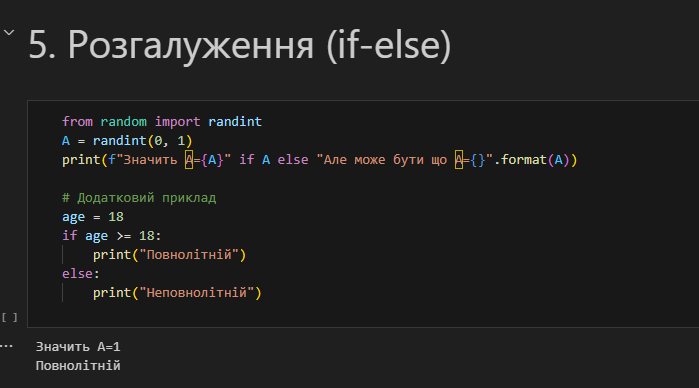 5. Розгалуження (if-else)
from random import randint
A = randint(0, 1)
print(f"Значить А={A}" if A else "Але може бути що А={}".format(A))
# Додатковий приклад
age = 18
if age >= 18:
    print("Повнолітній")
else:
    print("Неповнолітній")
[ ]
...
Значить А=1
Повнолітній